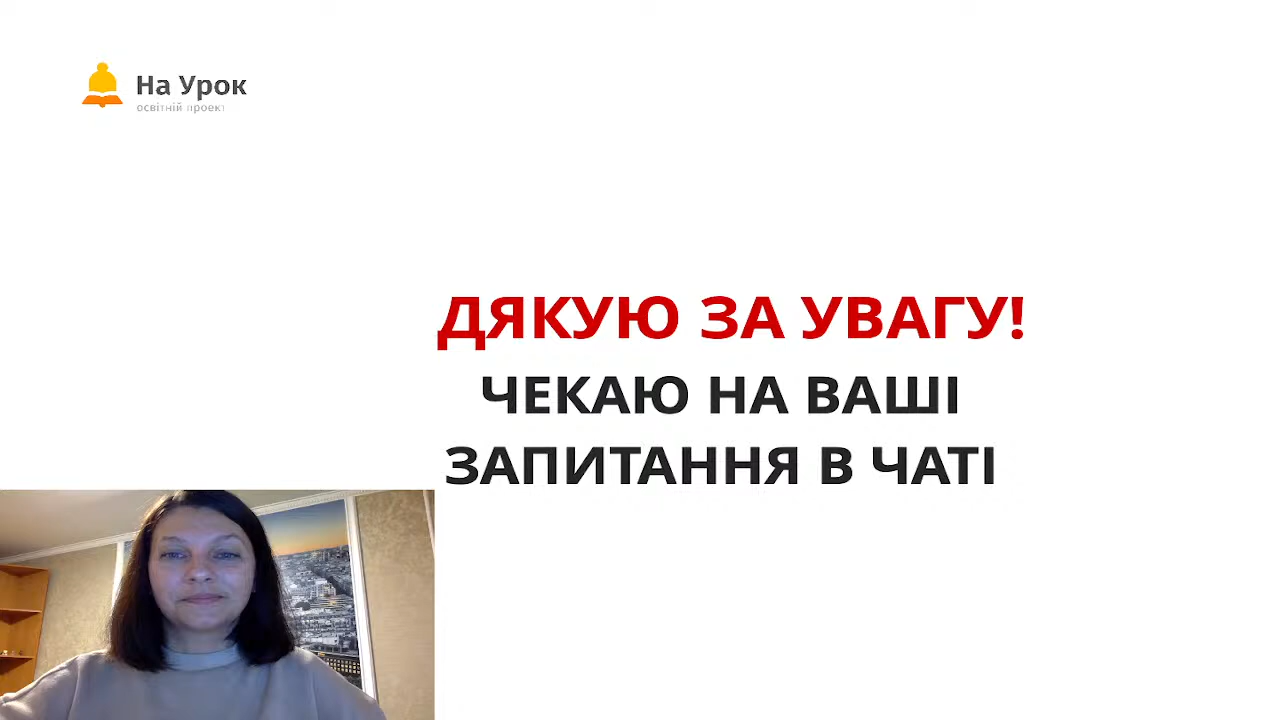 На Урок
освітній проект
ДЯКУЮ ЗА УВАГУ!
ЧЕКАЮ НА ВАШІ
ЗАПИТАННЯ В ЧАТІ